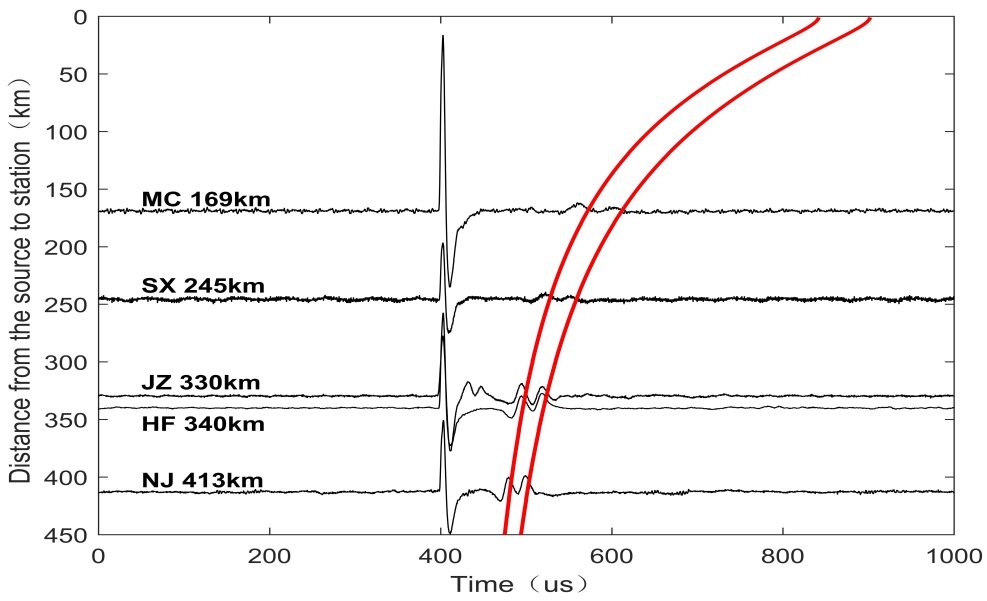 0
50
100
150
200
250
300
350
400
450
Distance from the source to station（km）
MC 169km
SX 245km
JZ 330km
HF 340km
NJ 413km
0 200 400 600 800 1000
Time （us）